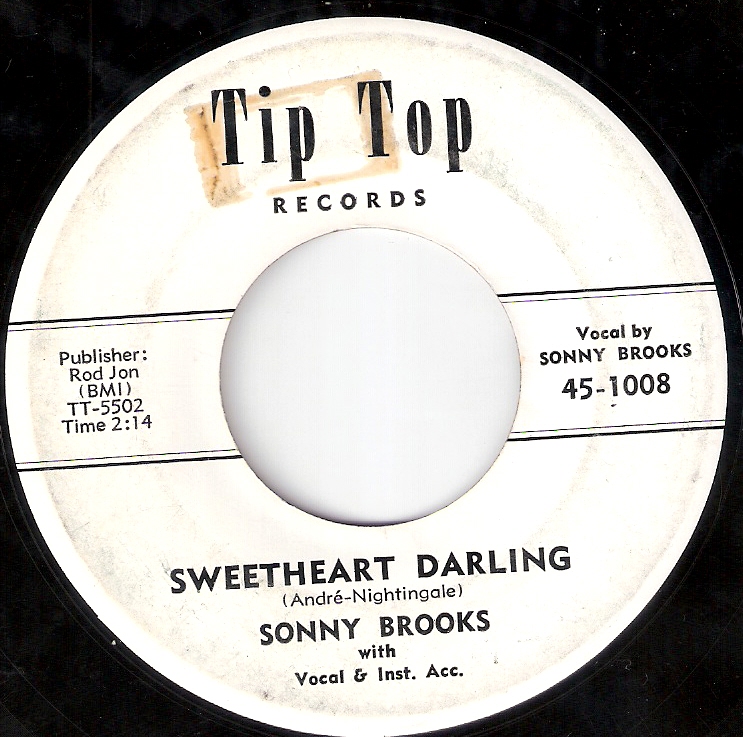 Tip Top
RECORDS
Publisher:
Rod Jon
(BMI)
TT-5502
Time 2:14
Vocal by
SONNY BROOKS
45-1008
SWEETHEART DARLING
(André-Nightingale)
SONNY BROOKS
with
Vocal & Inst. Acc.